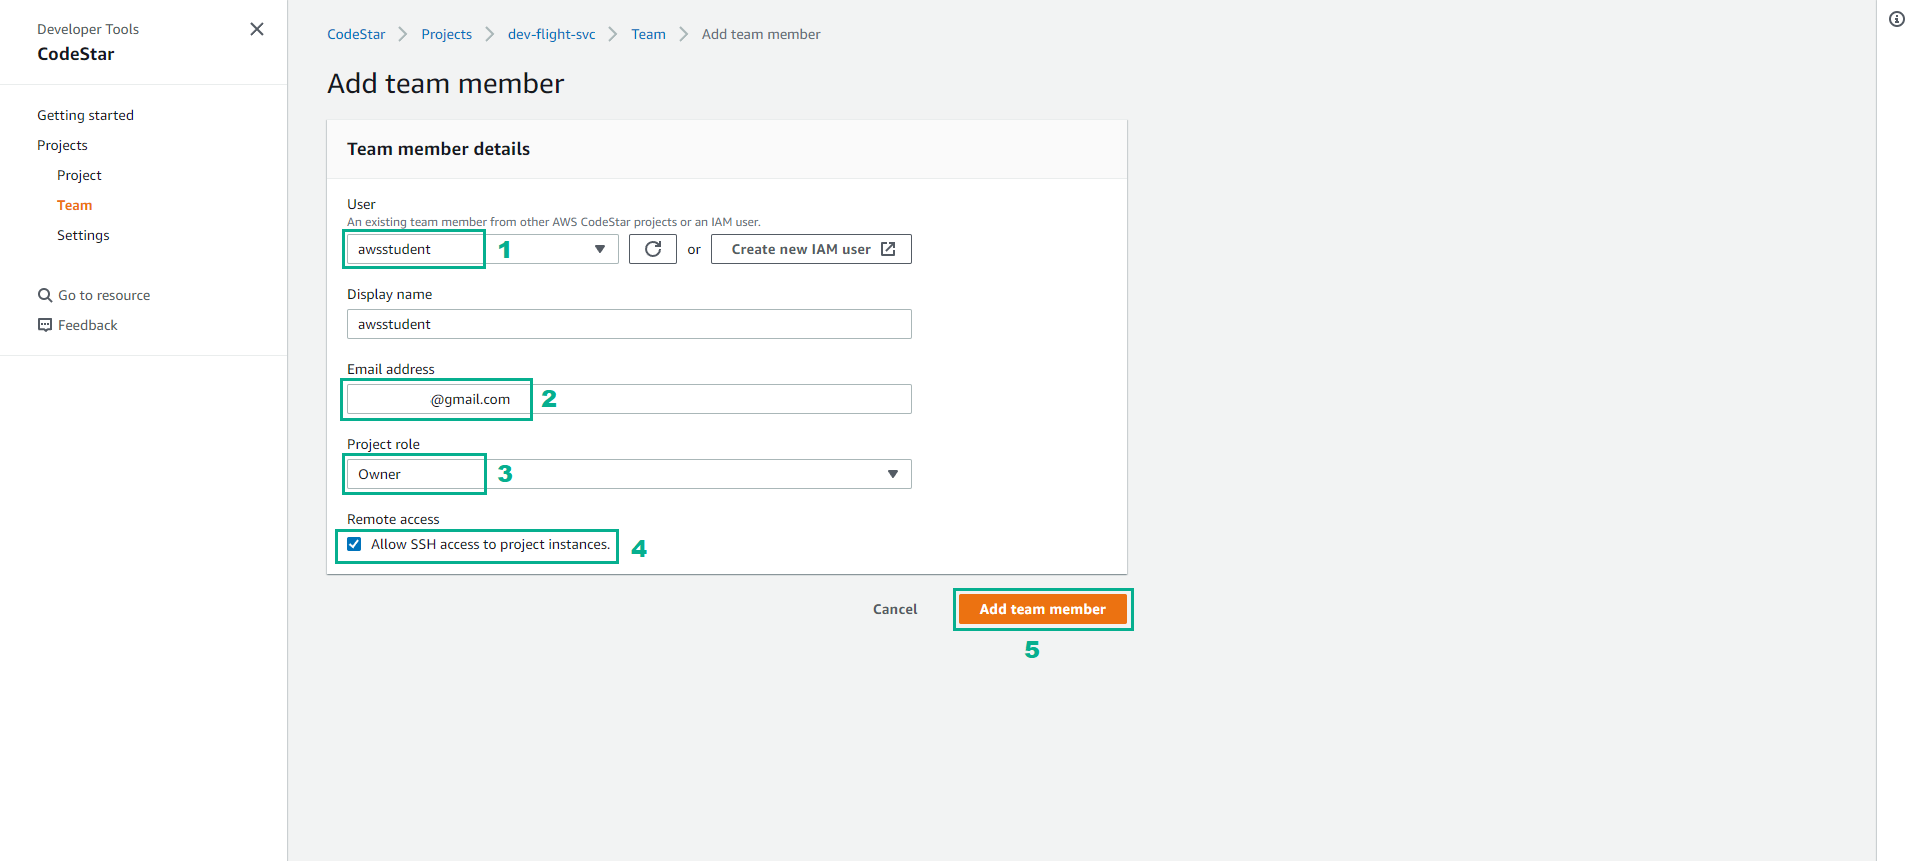 Developer Tools
CodeStar
Getting started
Projects
Project
Team
Settings
Go to resource
Feedback
CodeStar Projects dev-flight-svc Team Add team member
Add team member
Team member details
User
An existing team member from other AWS CodeStar projects or an IAM user.
awsstudent 1 or Create new IAM user
Display name
awsstudent
Email address
@gmail.com 2
Project role
Owner 3
Remote access
Allow SSH access to project instances. 4
Cancel Add team member
5